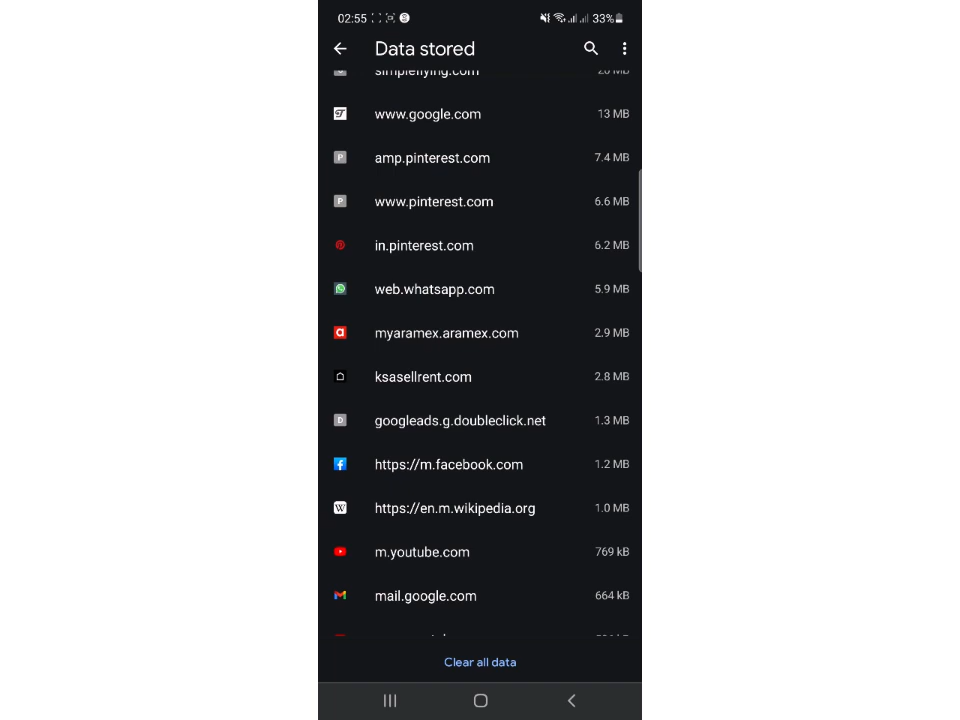 02:55 33%
Data stored
simpleflying.com 20 MB
www.google.com 13 MB
P amp.pinterest.com 7.4 MB
P www.pinterest.com 6.6 MB
in.pinterest.com 6.2 MB
web.whatsapp.com 5.9 MB
a myaramex.aramex.com 2.9 MB
ksasellrent.com 2.8 MB
D googleads.g.doubleclick.net 1.3 MB
f https://m.facebook.com 1.2 MB
W https://en.m.wikipedia.org 1.0 MB
m.youtube.com 769 kB
M mail.google.com 664 kB
Clear all data